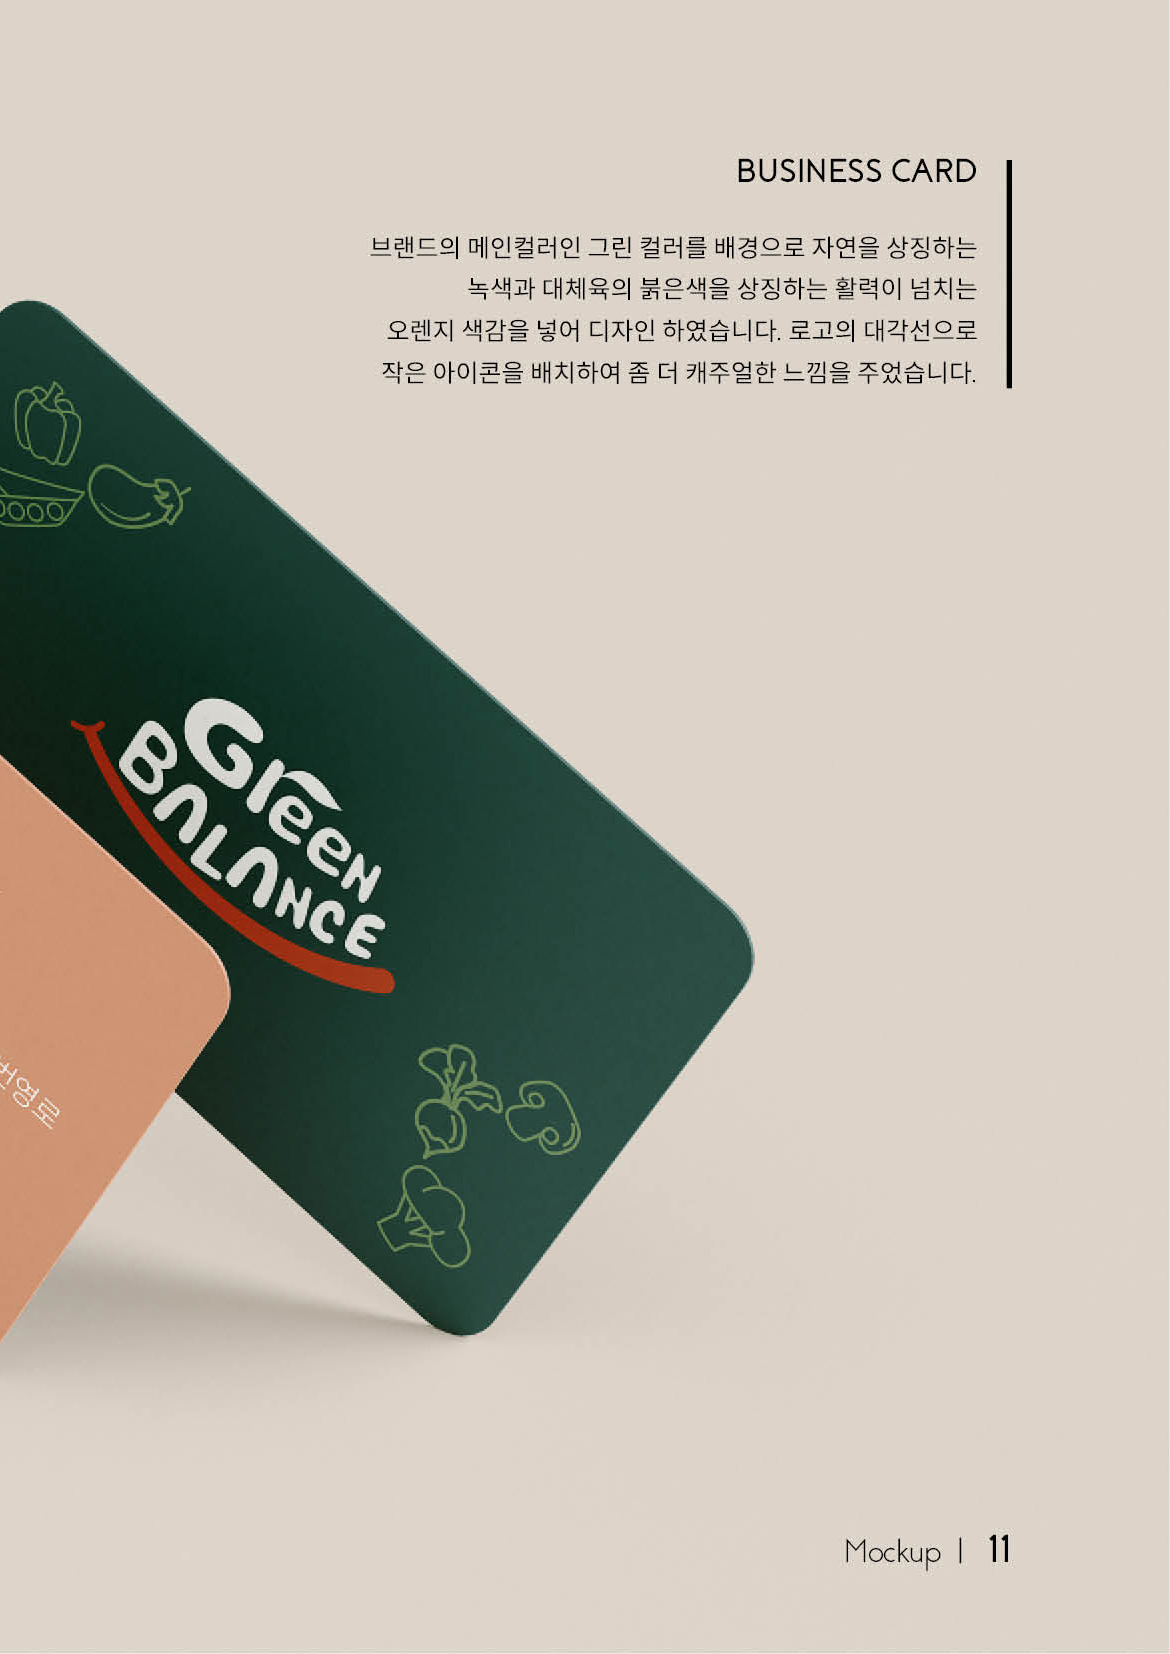 BUSINESS CARD
브랜드의 메인컬러인 그린 컬러를 배경으로 자연을 상징하는
녹색과 대체육의 붉은색을 상징하는 활력이 넘치는
오렌지 색감을 넣어 디자인 하였습니다. 로고의 대각선으로
작은 아이콘을 배치하여 좀 더 캐주얼한 느낌을 주었습니다.
Green
BALANCE
번영로
Mockup | 11